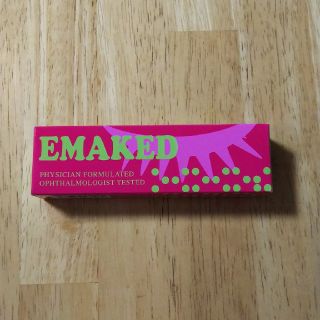 EMAKED
PHYSICIAN FORMULATED
OPHTHALMOLOGIST TESTED